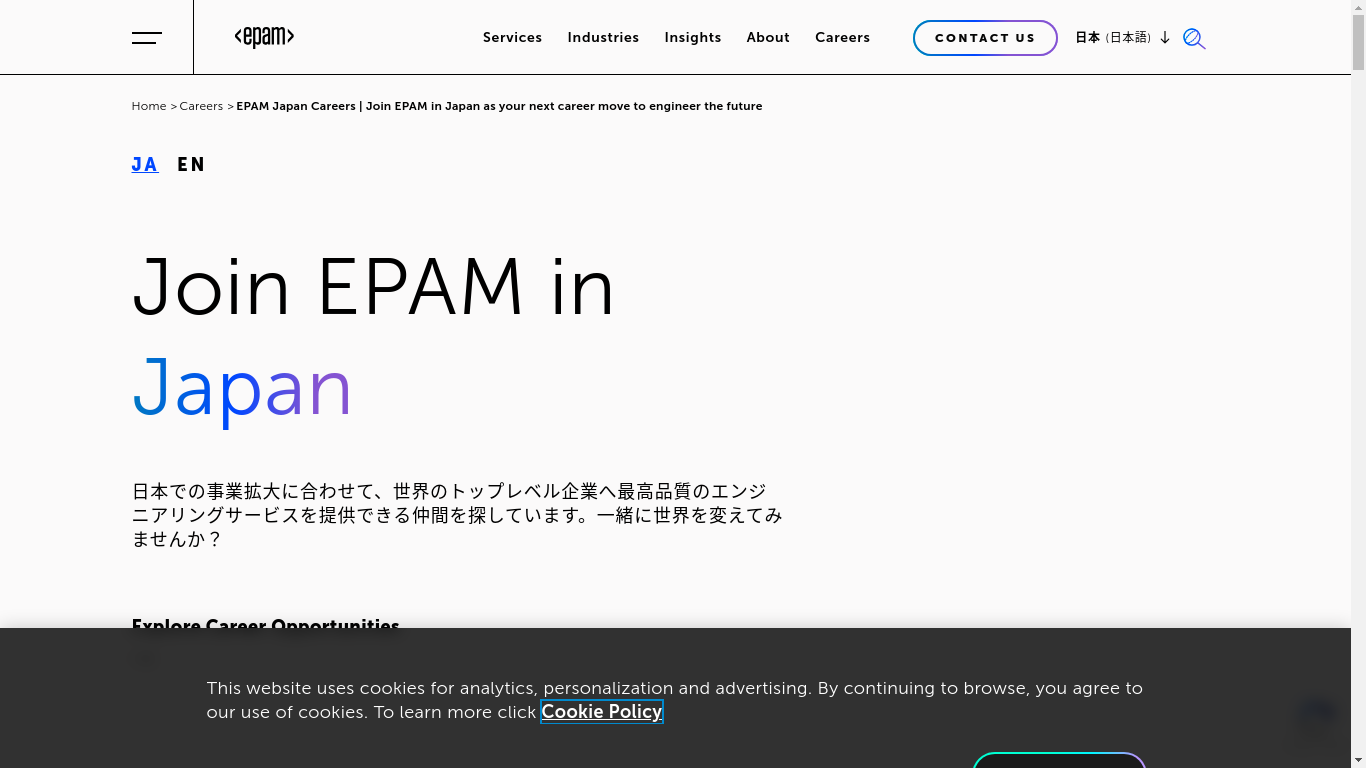 <epam>
Services Industries Insights About Careers
CONTACT US
日本 (日本語)
Home > Careers > EPAM Japan Careers | Join EPAM in Japan as your next career move to engineer the future
JA EN
Join EPAM in
Japan
日本での事業拡大に合わせて、世界のトップレベル企業へ最高品質のエンジ
ニアリングサービスを提供できる仲間を探しています。一緒に世界を変えてみ
ませんか？
Explore Career Opportunities
This website uses cookies for analytics, personalization and advertising. By continuing to browse, you agree to
our use of cookies. To learn more click Cookie Policy